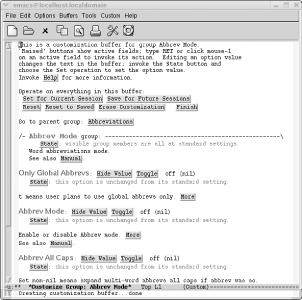 emacs@localhost.localdomain
File Edit Options Buffers Tools Custom Help
This is a customization buffer for group Abbrev Mode.
`Raised' buttons show active fields; type RET or click mouse-1
on an active field to invoke its action.  Editing an option value
changes the text in the buffer; invoke the State button and
choose the Set operation to set the option value.
Invoke Help for more information.
Operate on everything in this buffer:
Set for Current Session Save for Future Sessions
Reset Reset to Saved Erase Customization Finish
Go to parent group: Abbreviations
/- Abbrev Mode group: ----------------------------------------\
State: visible group members are all at standard settings.
Word abbreviations mode.
See also Manual.
Only Global Abbrevs: Hide Value Toggle off (nil)
State: this option is unchanged from its standard setting.
t means user plans to use global abbrevs only. More
Abbrev Mode: Hide Value Toggle off (nil)
State: this option is unchanged from its standard setting.
Enable or disable Abbrev mode. More
See also Manual.
Abbrev All Caps: Hide Value Toggle off (nil)
State: this option is unchanged from its standard setting.
Set non-nil means expand multi-word abbrevs all caps if abbrev was so.
*Customize Group: Abbrev Mode* Top L1 (Custom)
Creating customization buffer...done